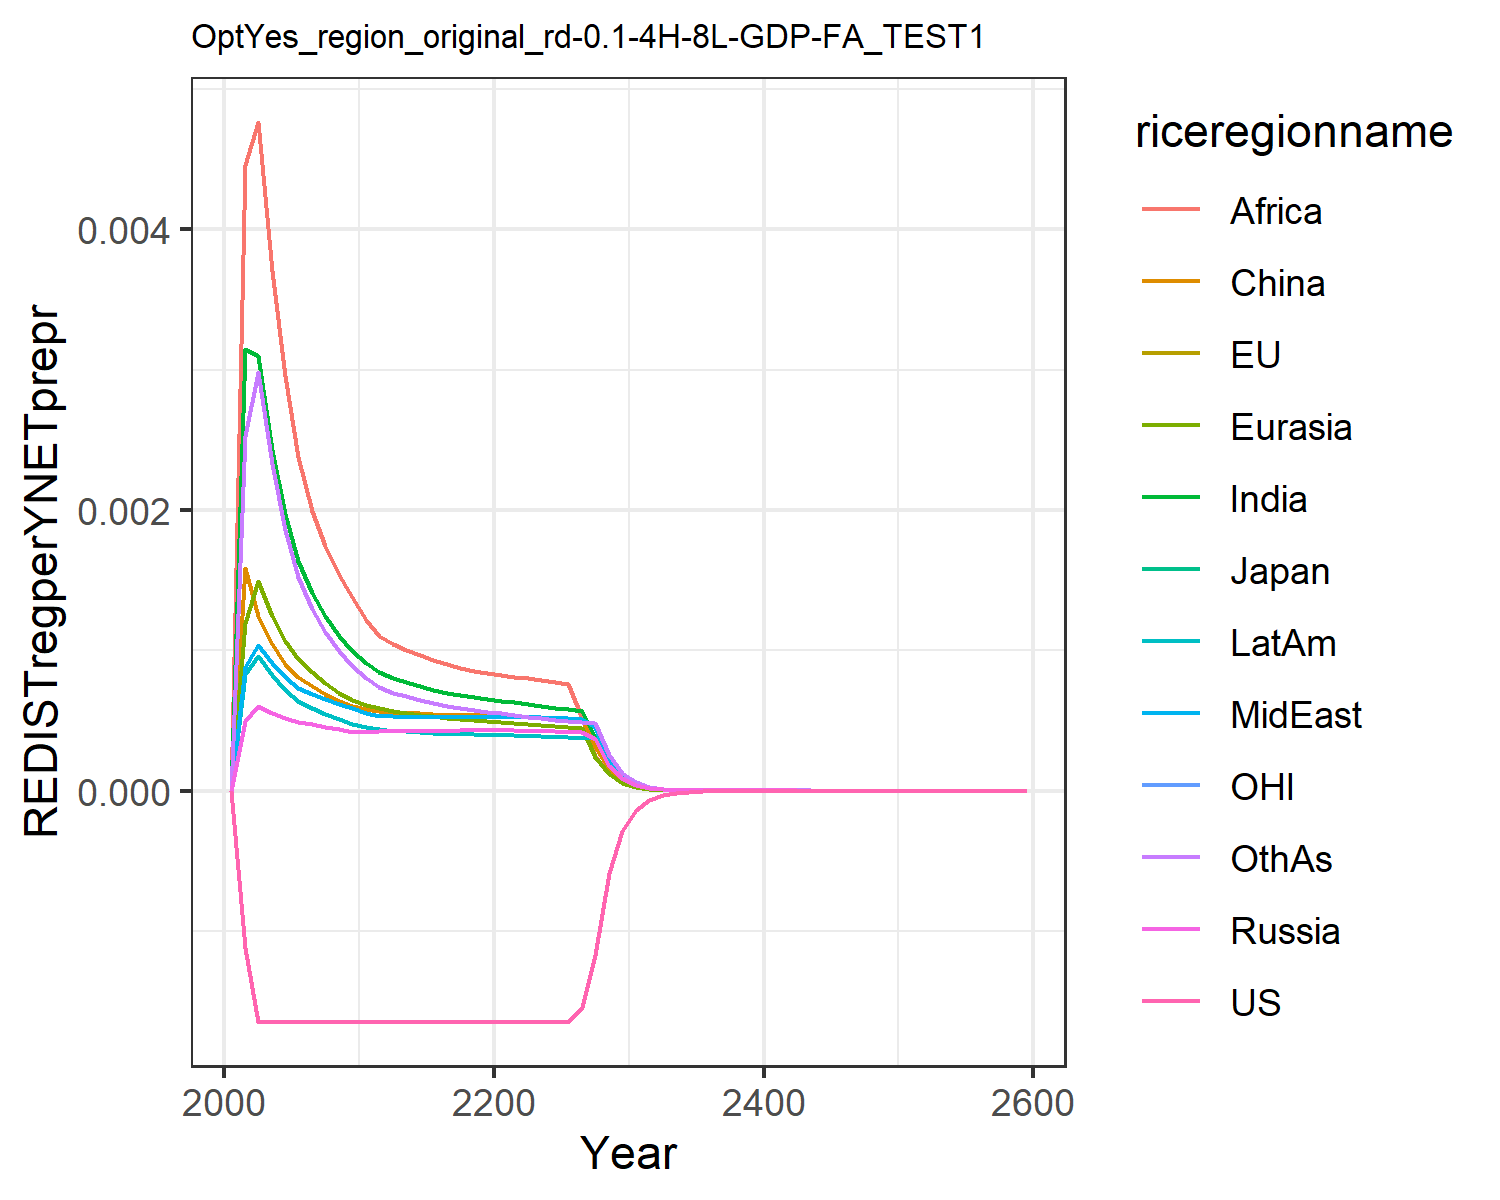 OptYes_region_original_rd-0.1-4H-8L-GDP-FA_TEST1
REDISTregperYNETprepr
0.004
0.002
0.000
2000
2200
2400
2600
Year
riceregionname
Africa
China
EU
Eurasia
India
Japan
LatAm
MidEast
OHI
OthAs
Russia
US